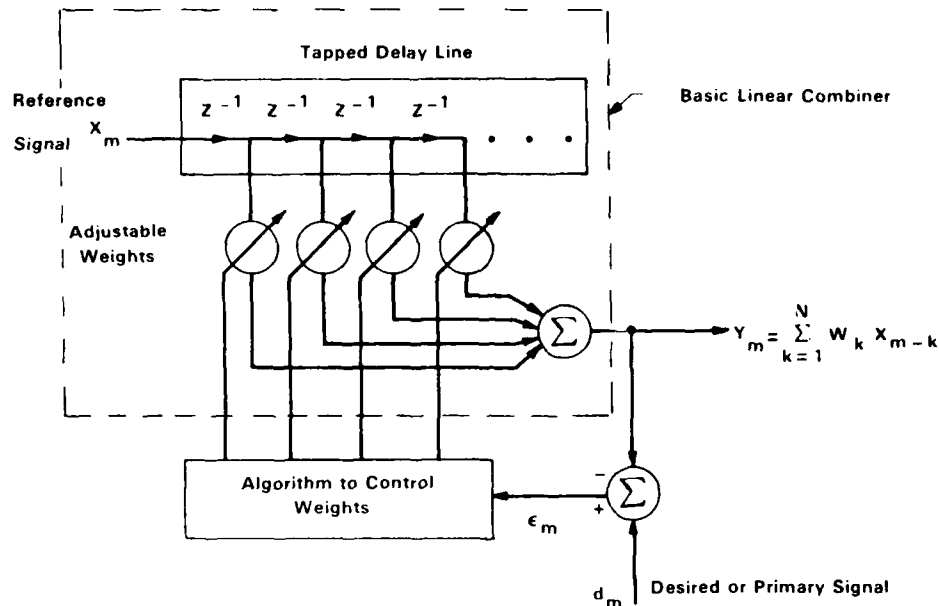 Tapped Delay Line
Reference
Signal X_m
Z^{-1} Z^{-1} Z^{-1} Z^{-1}
. . .
Basic Linear Combiner
Adjustable
Weights
Σ
Y_m = \sum_{k=1}^{N} W_k X_{m-k}
Algorithm to Control
Weights
− Σ
+
ϵ_m
d_m Desired or Primary Signal